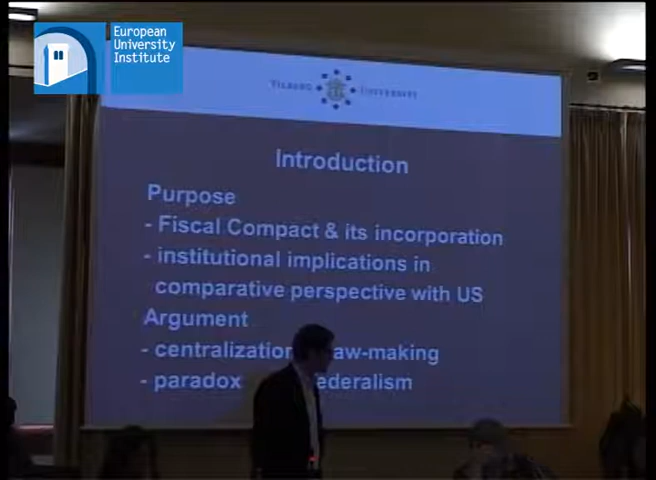 European
University
Institute
TILBURG UNIVERSITY
Introduction
Purpose
- Fiscal Compact & its incorporation
- institutional implications in
comparative perspective with US
Argument
- centralization law-making
- paradox federalism